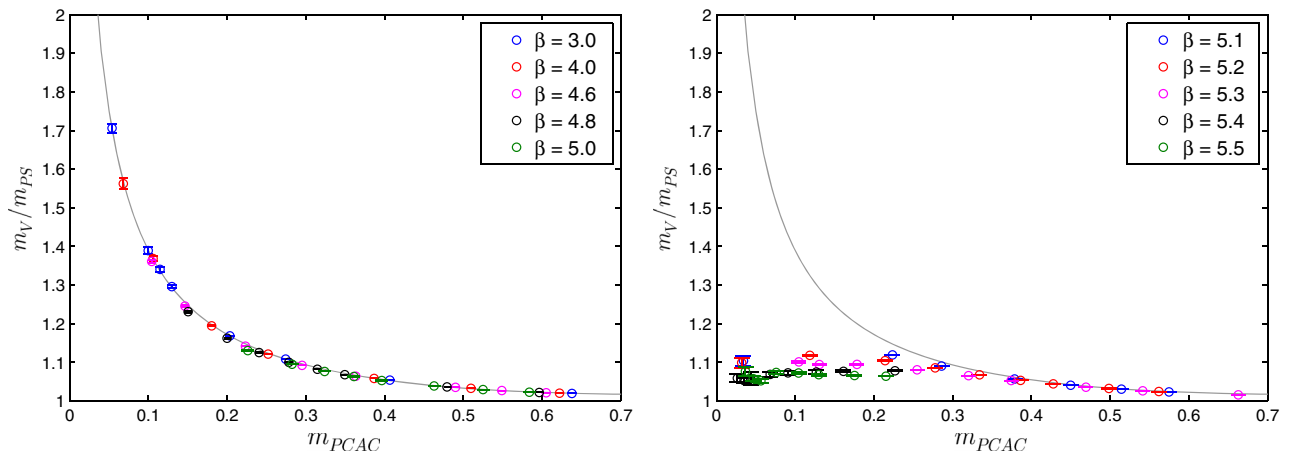 2
1.9
1.8
1.7
1.6
1.5
1.4
1.3
1.2
1.1
1
0 0.1 0.2 0.3 0.4 0.5 0.6 0.7
m_V/m_PS
m_PCAC
β = 3.0
β = 4.0
β = 4.6
β = 4.8
β = 5.0
2
1.9
1.8
1.7
1.6
1.5
1.4
1.3
1.2
1.1
1
0 0.1 0.2 0.3 0.4 0.5 0.6 0.7
m_V/m_PS
m_PCAC
β = 5.1
β = 5.2
β = 5.3
β = 5.4
β = 5.5